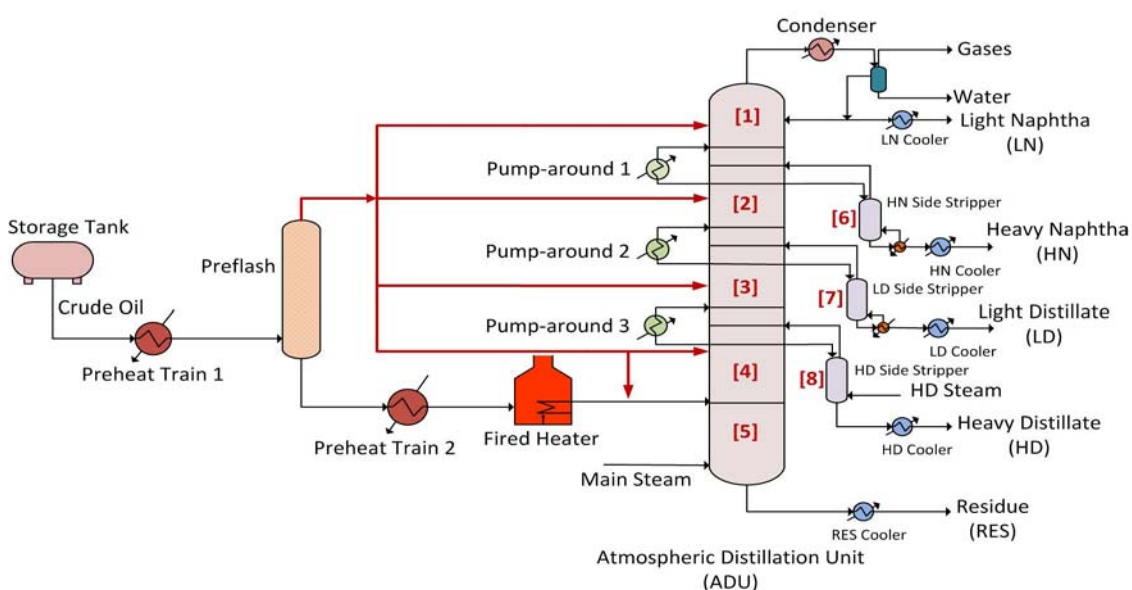 Condenser
Gases
Water
Light Naphtha
(LN)
LN Cooler
[1]
Pump-around 1
[2]
HN Side Stripper
[6]
Heavy Naphtha
(HN)
HN Cooler
Storage Tank
Preflash
Pump-around 2
[3]
LD Side Stripper
[7]
Light Distillate
(LD)
LD Cooler
Crude Oil
Pump-around 3
Preheat Train 1
[4]
HD Side Stripper
[8]
HD Steam
Preheat Train 2
Fired Heater
[5]
Heavy Distillate
(HD)
HD Cooler
Main Steam
Residue
(RES)
RES Cooler
Atmospheric Distillation Unit
(ADU)